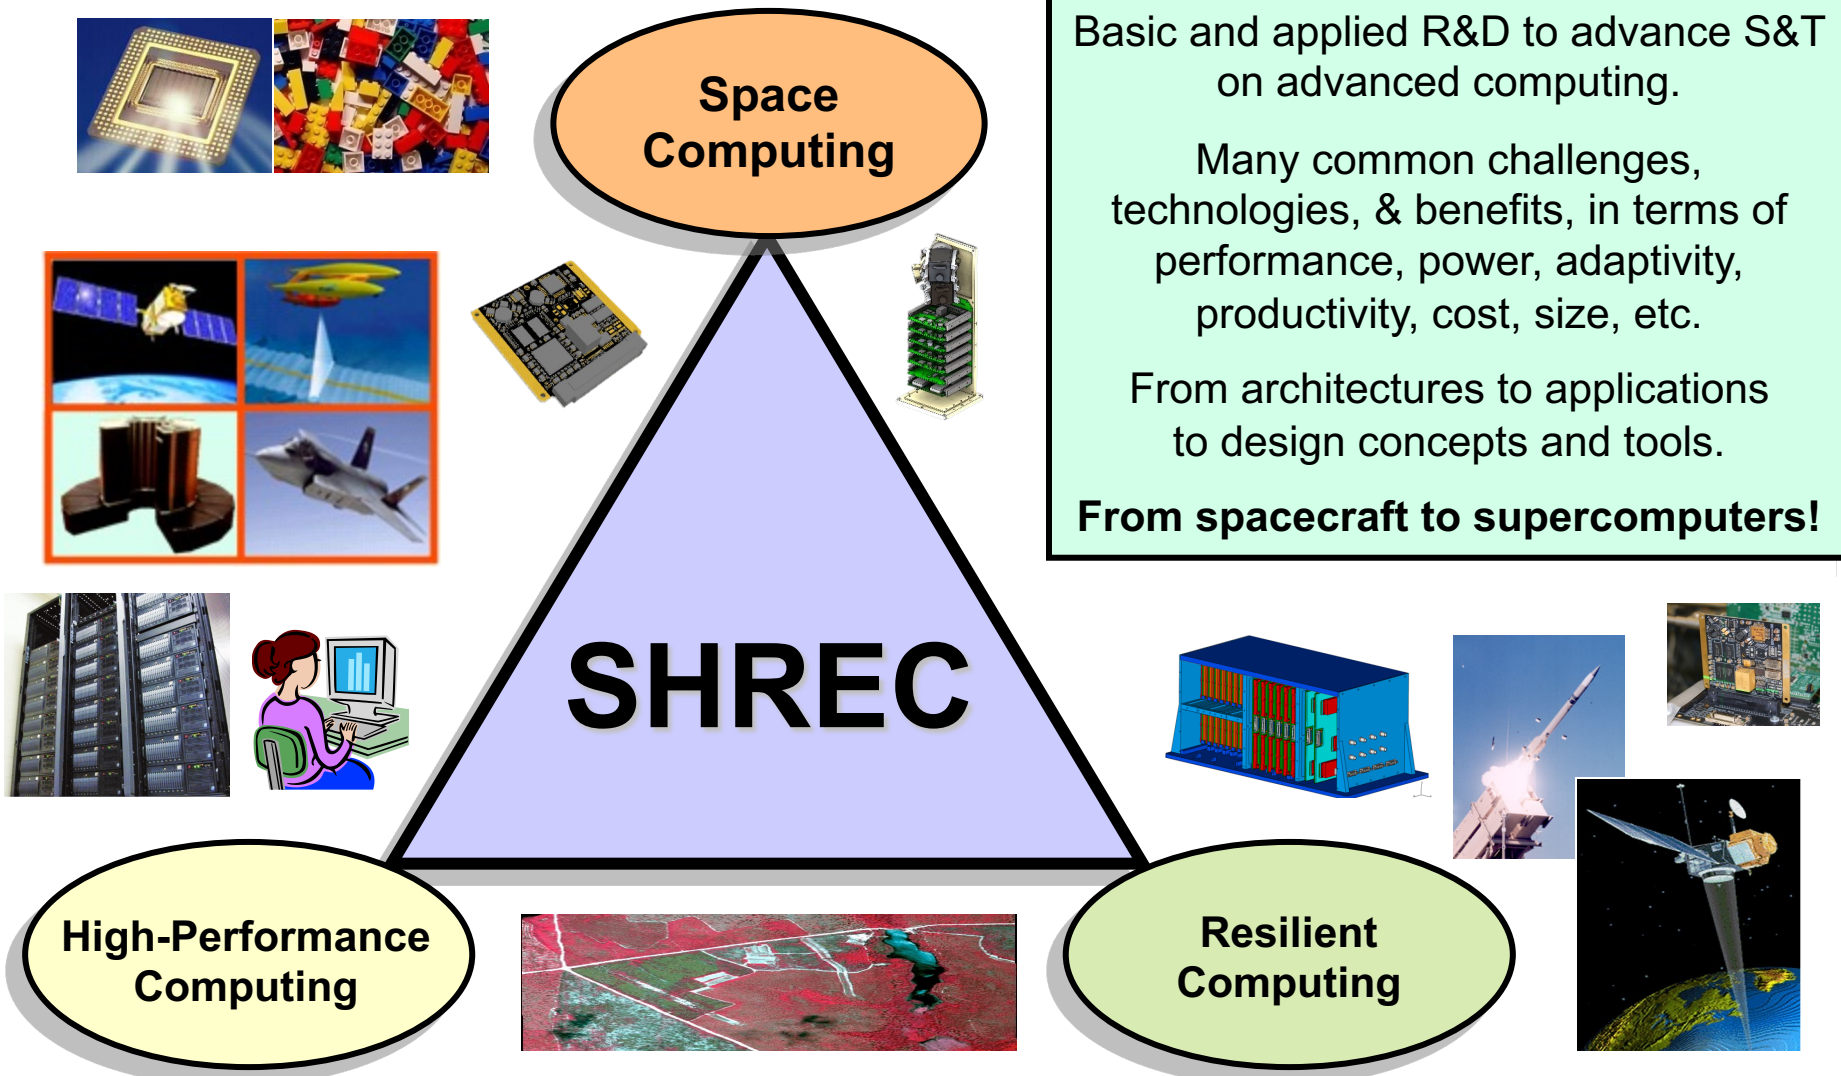 Space
Computing
Basic and applied R&D to advance S&T
on advanced computing.
Many common challenges,
technologies, & benefits, in terms of
performance, power, adaptivity,
productivity, cost, size, etc.
From architectures to applications
to design concepts and tools.
From spacecraft to supercomputers!
SHREC
High-Performance
Computing
Resilient
Computing